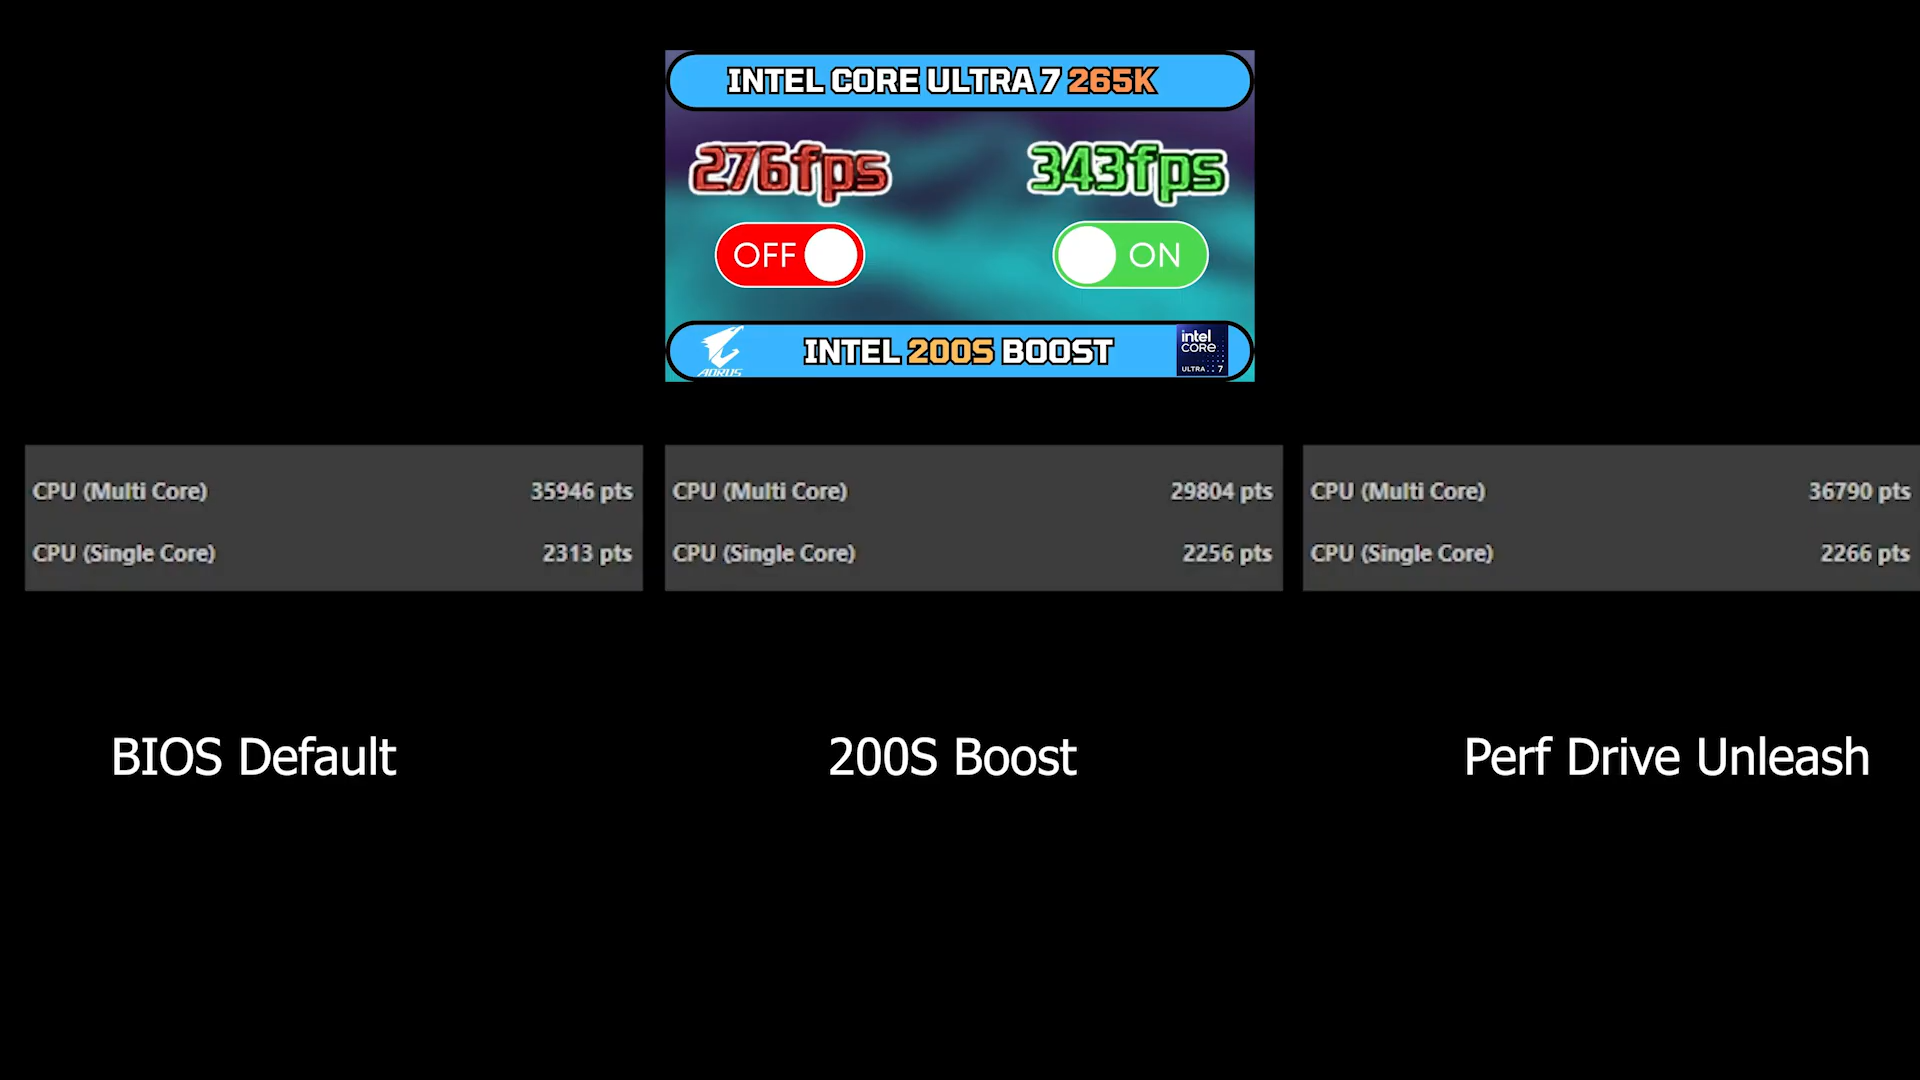 INTEL CORE ULTRA 7 265K
276fps 343fps
OFF ON
AORUS
INTEL 200S BOOST
intel
CORE
ULTRA 7
CPU (Multi Core) 35946 pts
CPU (Single Core) 2313 pts
CPU (Multi Core) 29804 pts
CPU (Single Core) 2256 pts
CPU (Multi Core) 36790 pts
CPU (Single Core) 2266 pts
BIOS Default
200S Boost
Perf Drive Unleash